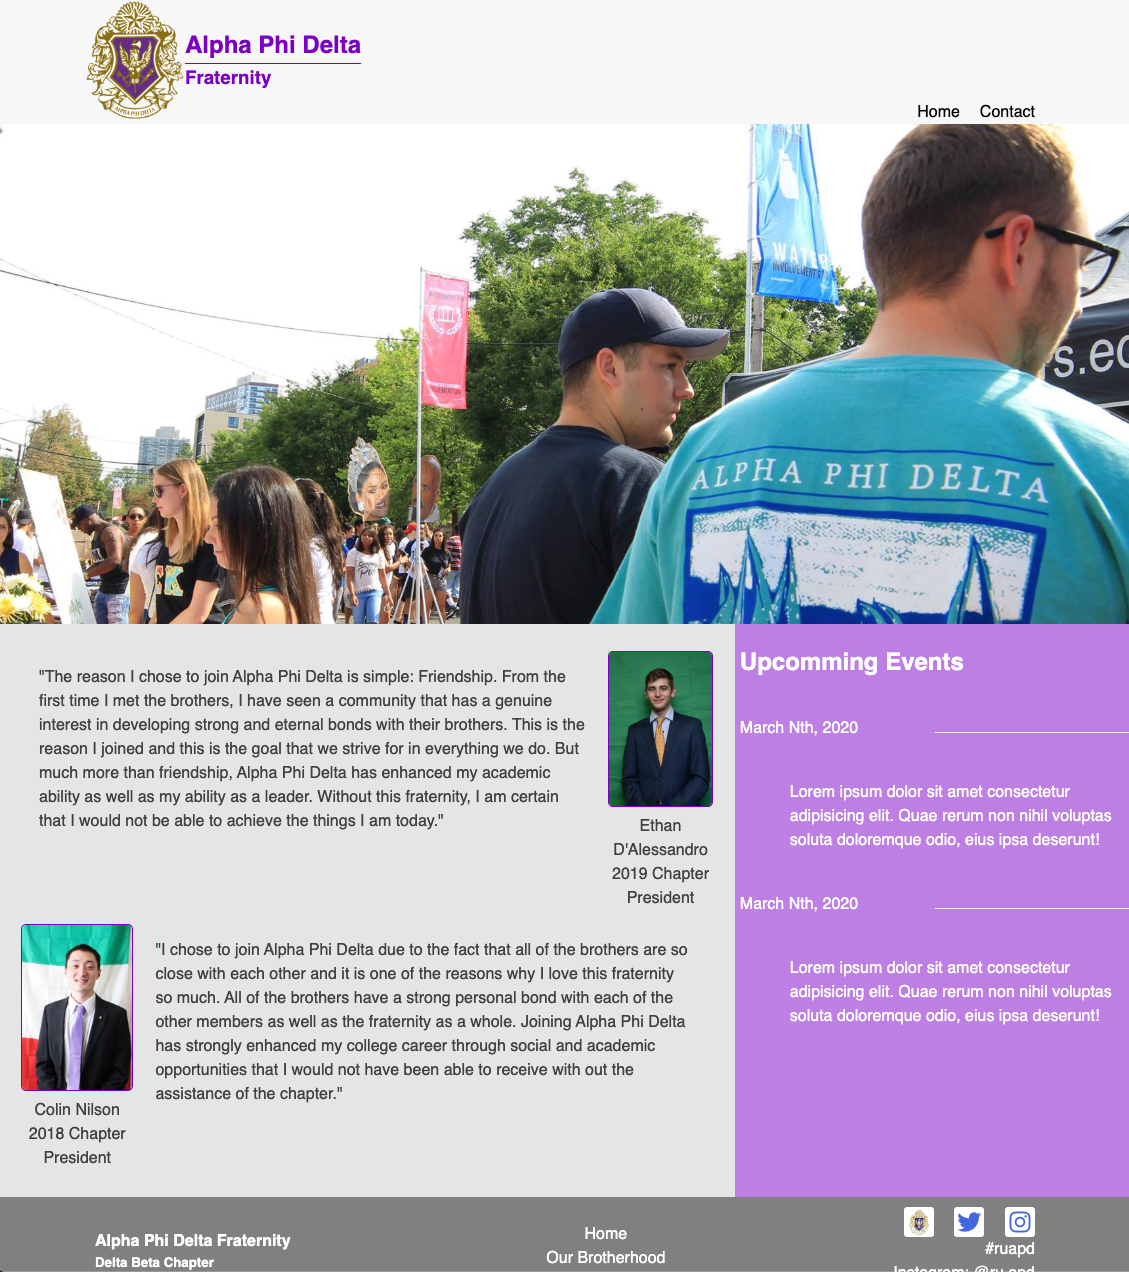 ALPHA PHI DELTA
Alpha Phi Delta
Fraternity
Home Contact
WATER
INVOLVEMENT
ALPHA PHI DELTA
"The reason I chose to join Alpha Phi Delta is simple: Friendship. From the
first time I met the brothers, I have seen a community that has a genuine
interest in developing strong and eternal bonds with their brothers. This is the
reason I joined and this is the goal that we strive for in everything we do. But
much more than friendship, Alpha Phi Delta has enhanced my academic
ability as well as my ability as a leader. Without this fraternity, I am certain
that I would not be able to achieve the things I am today."
Ethan
D'Alessandro
2019 Chapter
President
Colin Nilson
2018 Chapter
President
"I chose to join Alpha Phi Delta due to the fact that all of the brothers are so
close with each other and it is one of the reasons why I love this fraternity
so much. All of the brothers have a strong personal bond with each of the
other members as well as the fraternity as a whole. Joining Alpha Phi Delta
has strongly enhanced my college career through social and academic
opportunities that I would not have been able to receive with out the
assistance of the chapter."
Upcomming Events
March Nth, 2020
Lorem ipsum dolor sit amet consectetur
adipisicing elit. Quae rerum non nihil voluptas
soluta doloremque odio, eius ipsa deserunt!
March Nth, 2020
Lorem ipsum dolor sit amet consectetur
adipisicing elit. Quae rerum non nihil voluptas
soluta doloremque odio, eius ipsa deserunt!
Alpha Phi Delta Fraternity
Delta Beta Chapter
Home
Our Brotherhood
#ruapd
Instagram: @ru.apd